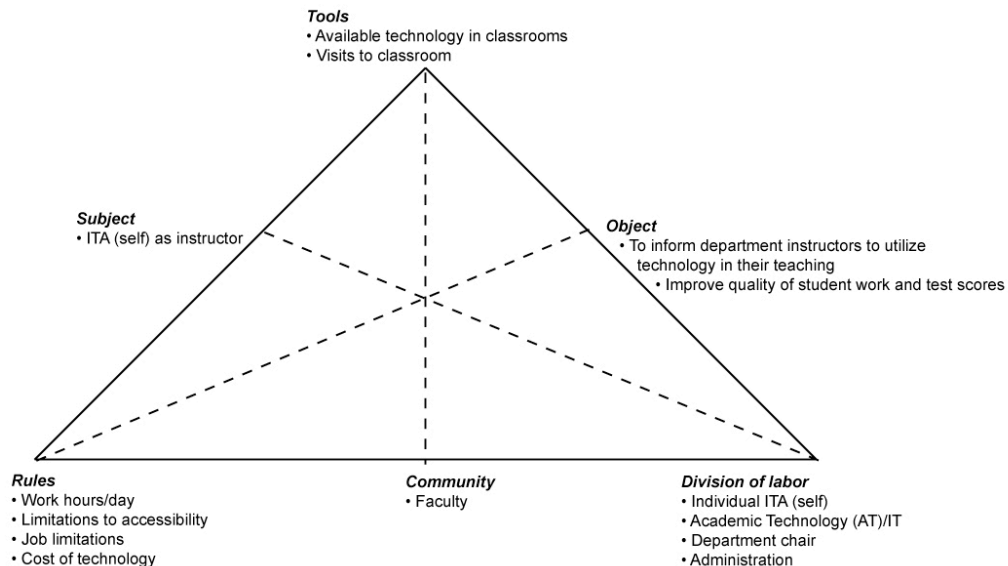 Tools
• Available technology in classrooms
• Visits to classroom
Subject
• ITA (self) as instructor
Object
• To inform department instructors to utilize
technology in their teaching
• Improve quality of student work and test scores
Rules
• Work hours/day
• Limitations to accessibility
• Job limitations
• Cost of technology
Community
• Faculty
Division of labor
• Individual ITA (self)
• Academic Technology (AT)/IT
• Department chair
• Administration